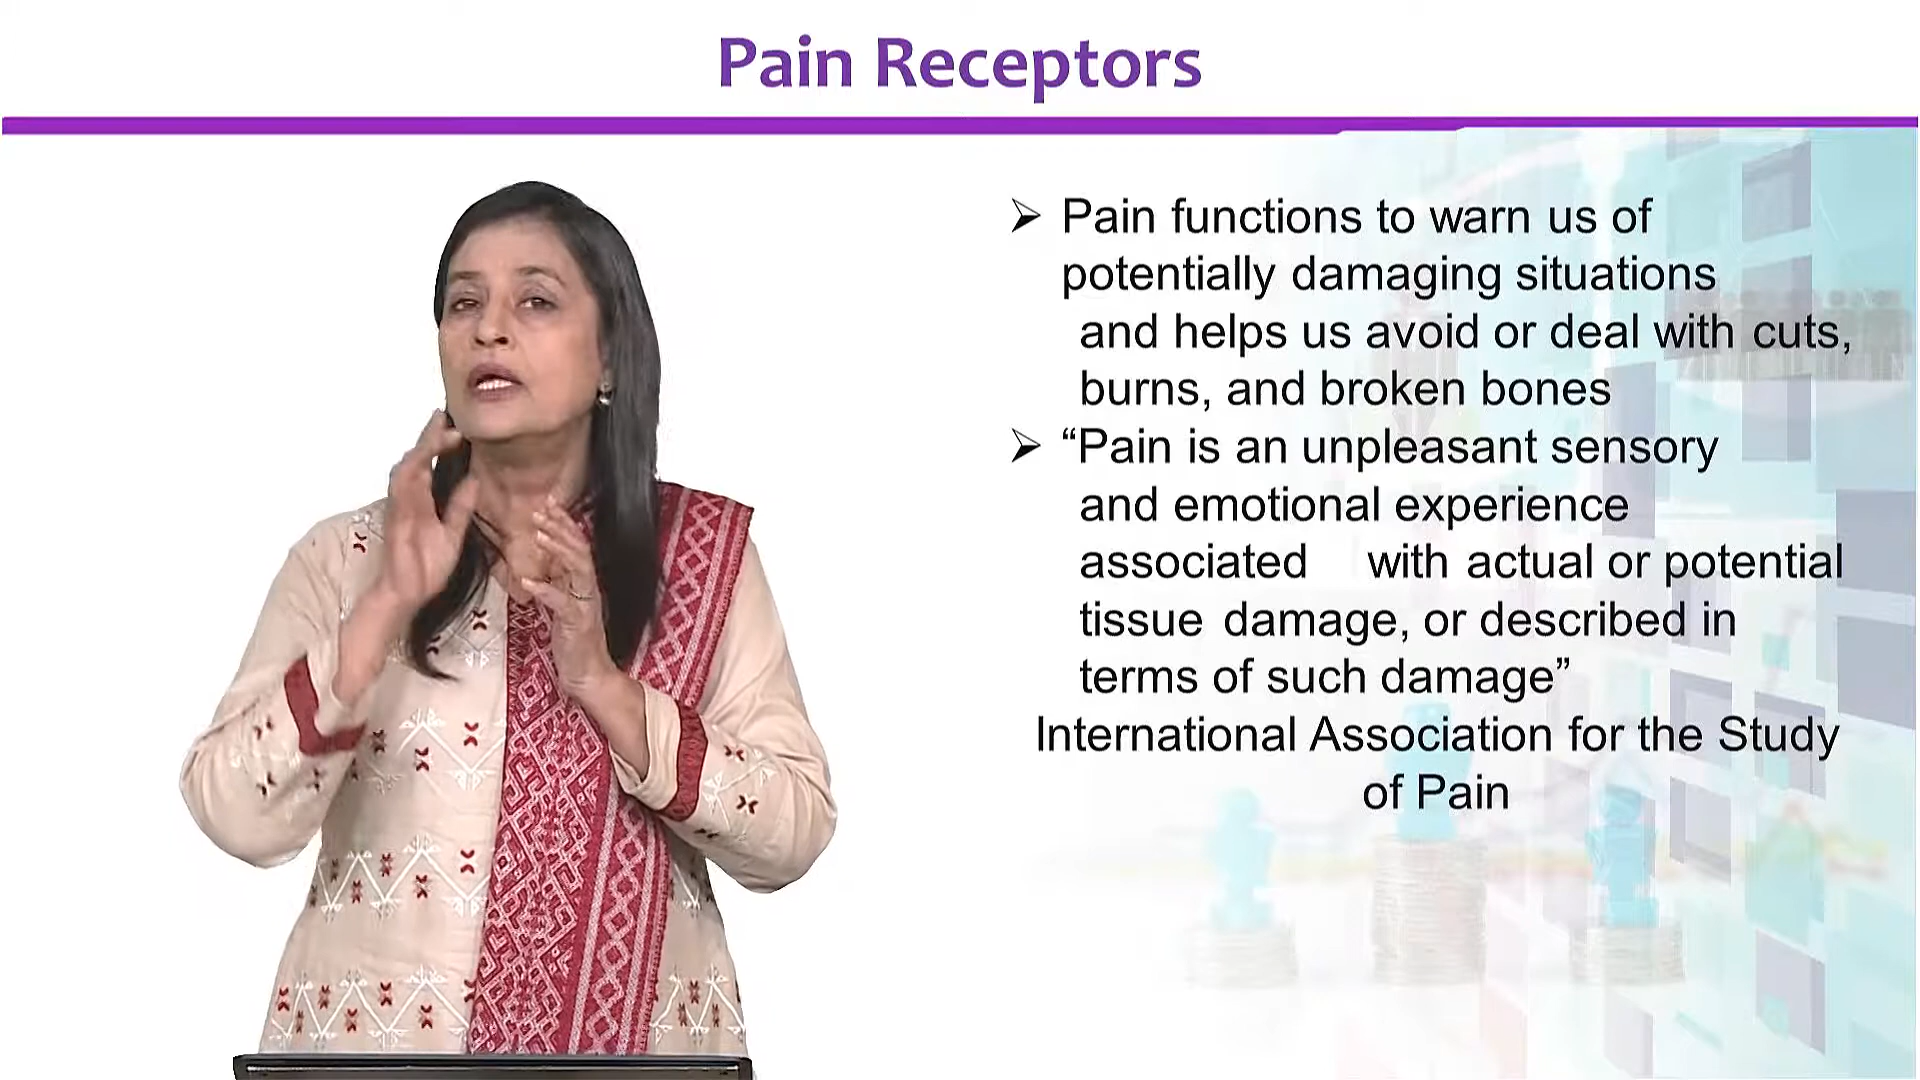 Pain Receptors
➢ Pain functions to warn us of
potentially damaging situations
and helps us avoid or deal with cuts,
burns, and broken bones
➢ “Pain is an unpleasant sensory
and emotional experience
associated with actual or potential
tissue damage, or described in
terms of such damage”
International Association for the Study
of Pain